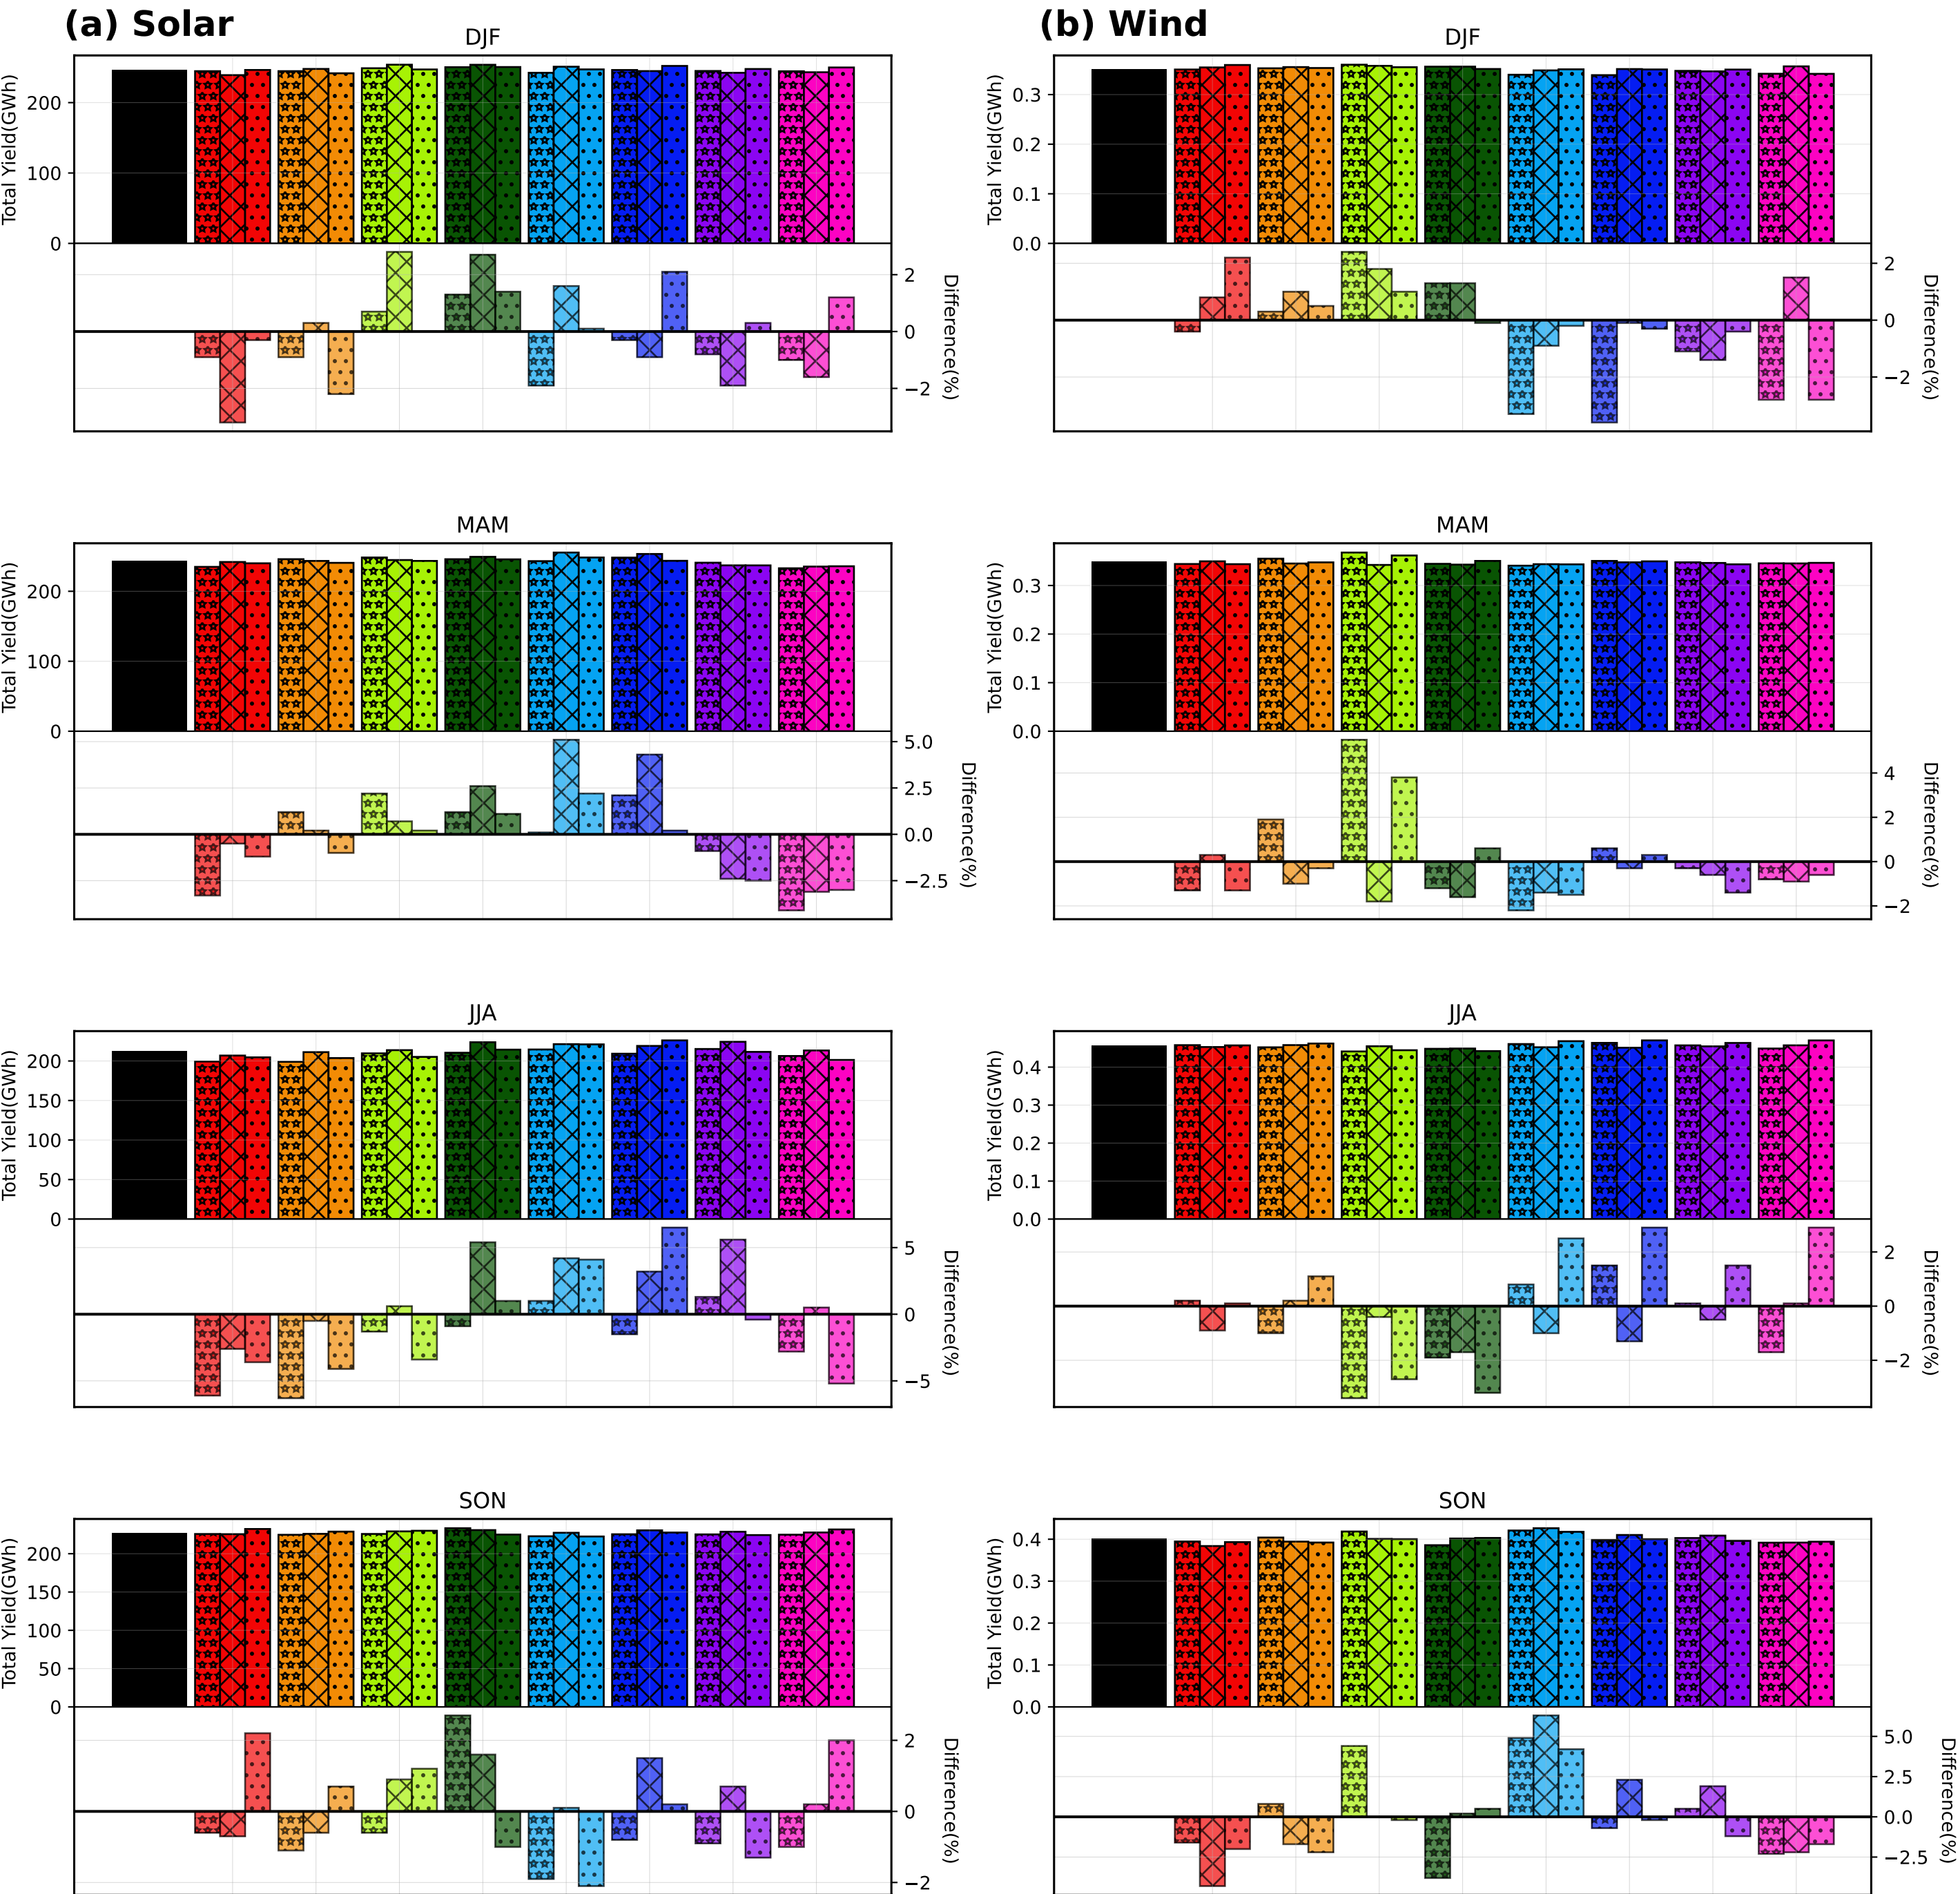 (a) Solar
(b) Wind
DJF
Total Yield(GWh)
200
100
0
2
0
−2
Difference(%)
DJF
Total Yield(GWh)
0.3
0.2
0.1
0.0
2
0
−2
Difference(%)
MAM
Total Yield(GWh)
200
100
0
5.0
2.5
0.0
−2.5
Difference(%)
MAM
Total Yield(GWh)
0.3
0.2
0.1
0.0
4
2
0
−2
Difference(%)
JJA
Total Yield(GWh)
200
150
100
50
0
5
0
−5
Difference(%)
JJA
Total Yield(GWh)
0.4
0.3
0.2
0.1
0.0
2
0
−2
Difference(%)
SON
Total Yield(GWh)
200
150
100
50
0
2
0
−2
Difference(%)
SON
Total Yield(GWh)
0.4
0.3
0.2
0.1
0.0
5.0
2.5
0.0
−2.5
Difference(%)